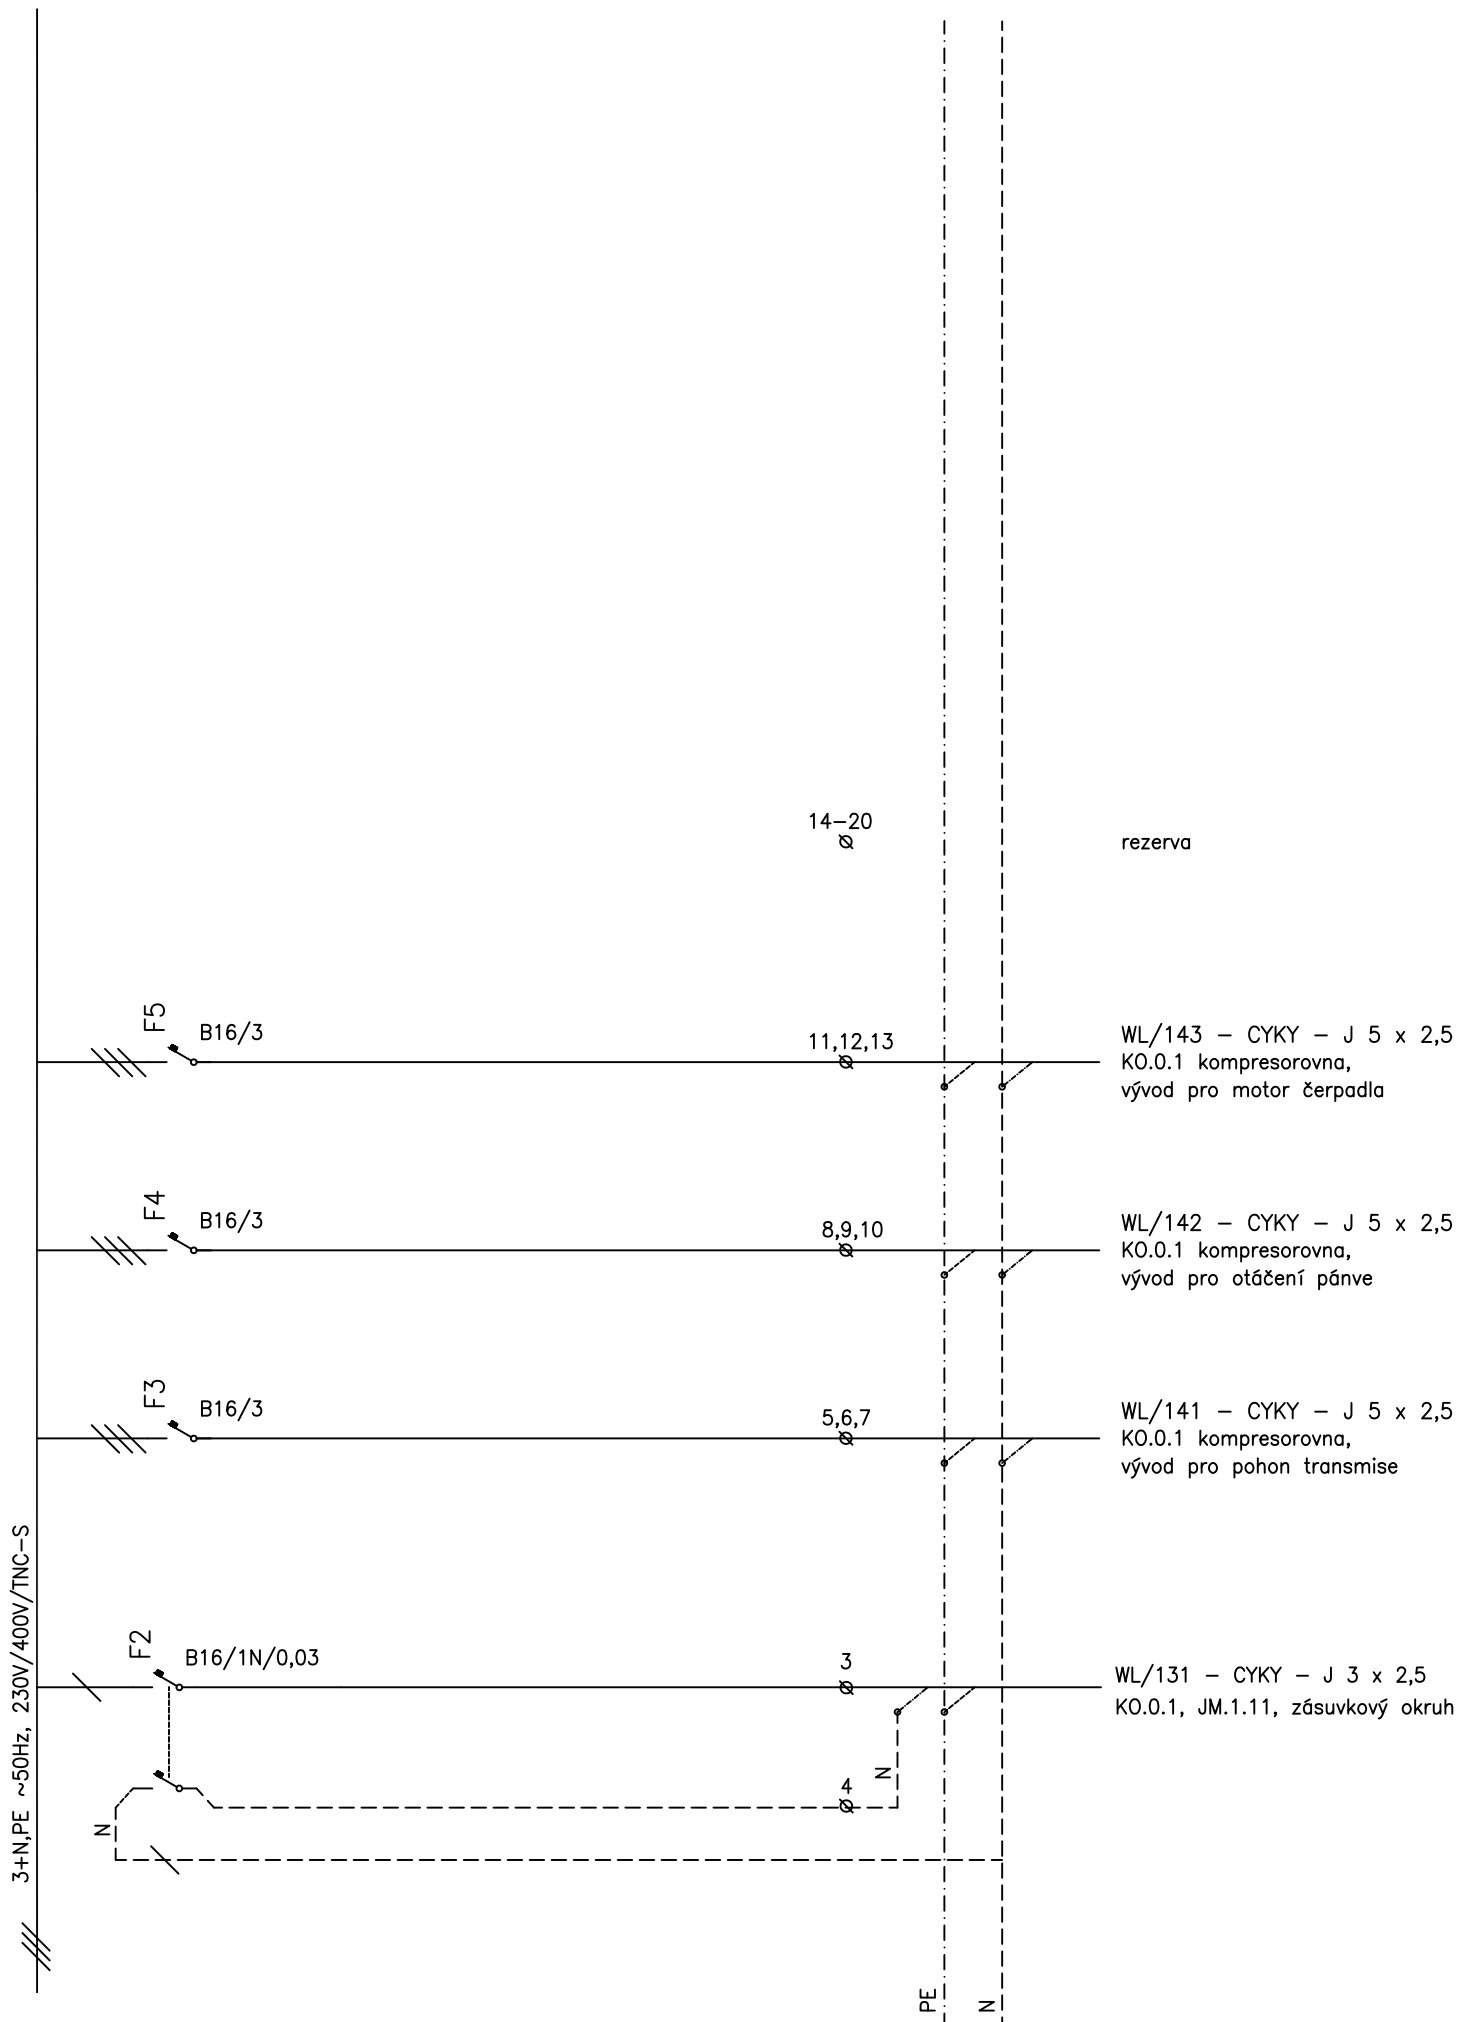 14-20
rezerva
F5
B16/3
11,12,13
WL/143 - CYKY - J 5 x 2,5
KO.0.1 kompresorovna,
vývod pro motor čerpadla
F4
B16/3
8,9,10
WL/142 - CYKY - J 5 x 2,5
KO.0.1 kompresorovna,
vývod pro otáčení pánve
F3
B16/3
5,6,7
WL/141 - CYKY - J 5 x 2,5
KO.0.1 kompresorovna,
vývod pro pohon transmise
3+N,PE ~50Hz, 230V/400V/TNC-S
F2
B16/1N/0,03
3
WL/131 - CYKY - J 3 x 2,5
KO.0.1, JM.1.11, zásuvkový okruh
N
4
N
PE
N